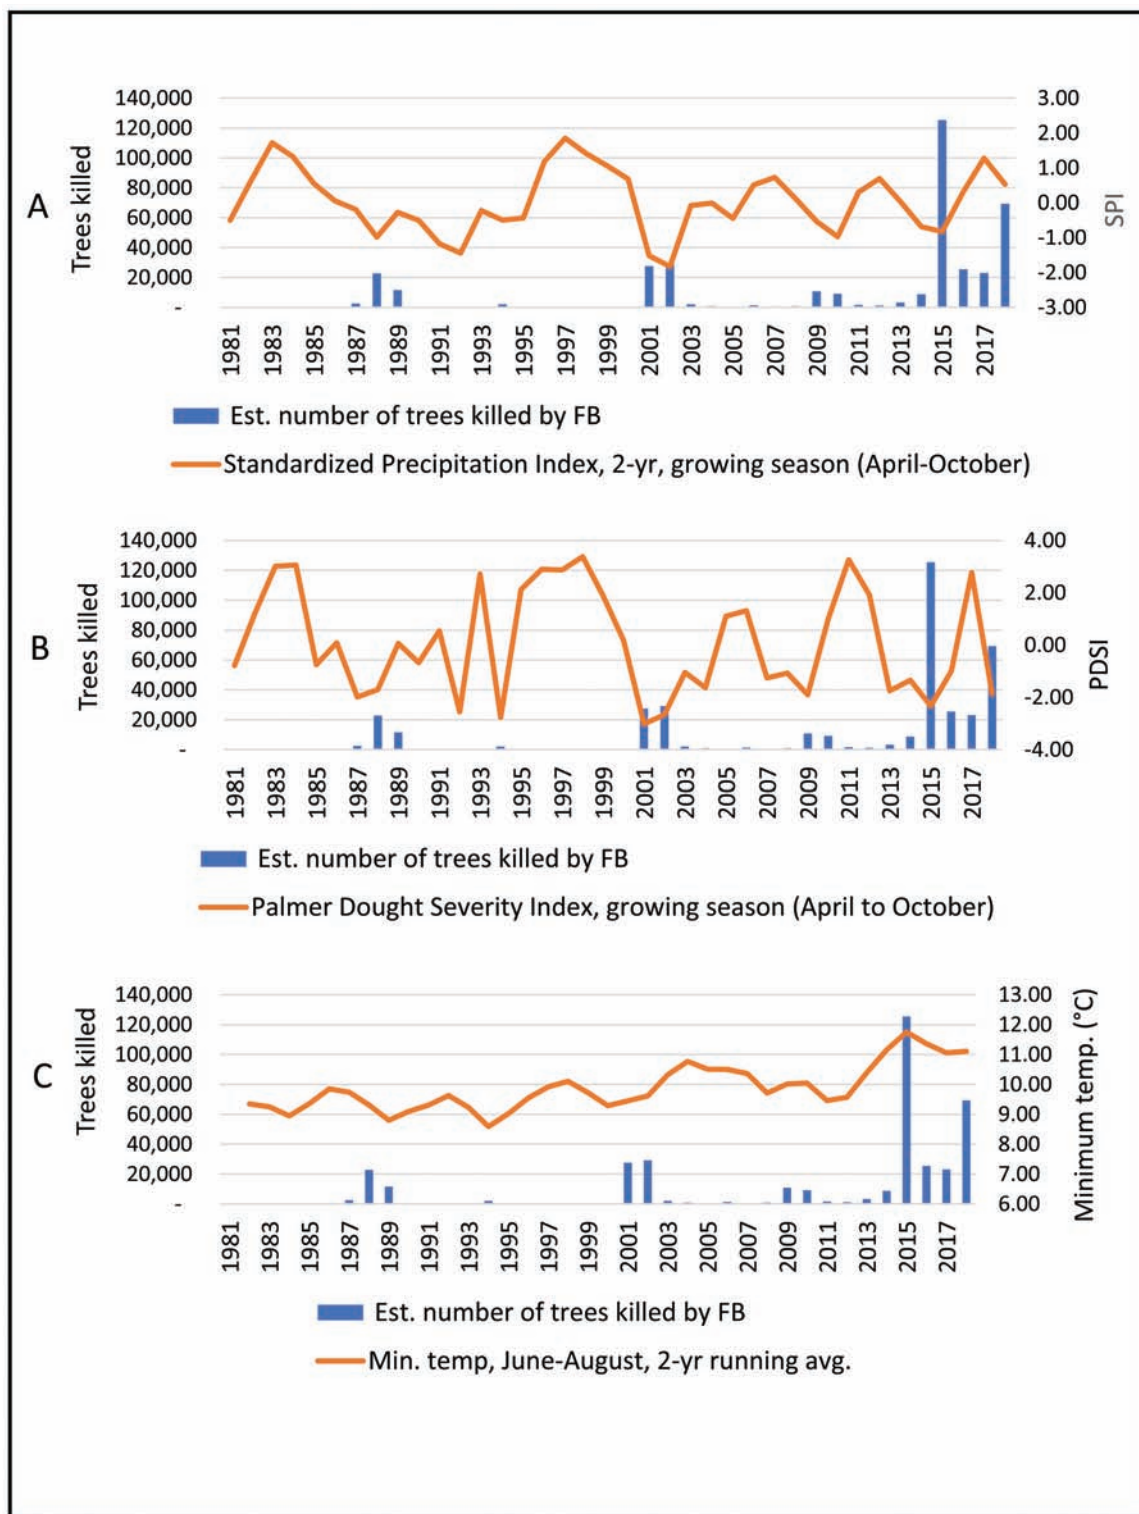 A
Trees killed
140,000
120,000
100,000
80,000
60,000
40,000
20,000
-
3.00
2.00
1.00
0.00
-1.00
-2.00
-3.00
SPI
1981 1983 1985 1987 1989 1991 1993 1995 1997 1999 2001 2003 2005 2007 2009 2011 2013 2015 2017
Est. number of trees killed by FB
Standardized Precipitation Index, 2-yr, growing season (April-October)
B
Trees killed
140,000
120,000
100,000
80,000
60,000
40,000
20,000
-
4.00
2.00
0.00
-2.00
-4.00
PDSI
1981 1983 1985 1987 1989 1991 1993 1995 1997 1999 2001 2003 2005 2007 2009 2011 2013 2015 2017
Est. number of trees killed by FB
Palmer Dought Severity Index, growing season (April to October)
C
Trees killed
140,000
120,000
100,000
80,000
60,000
40,000
20,000
-
13.00
12.00
11.00
10.00
9.00
8.00
7.00
6.00
Minimum temp. (°C)
1981 1983 1985 1987 1989 1991 1993 1995 1997 1999 2001 2003 2005 2007 2009 2011 2013 2015 2017
Est. number of trees killed by FB
Min. temp, June-August, 2-yr running avg.